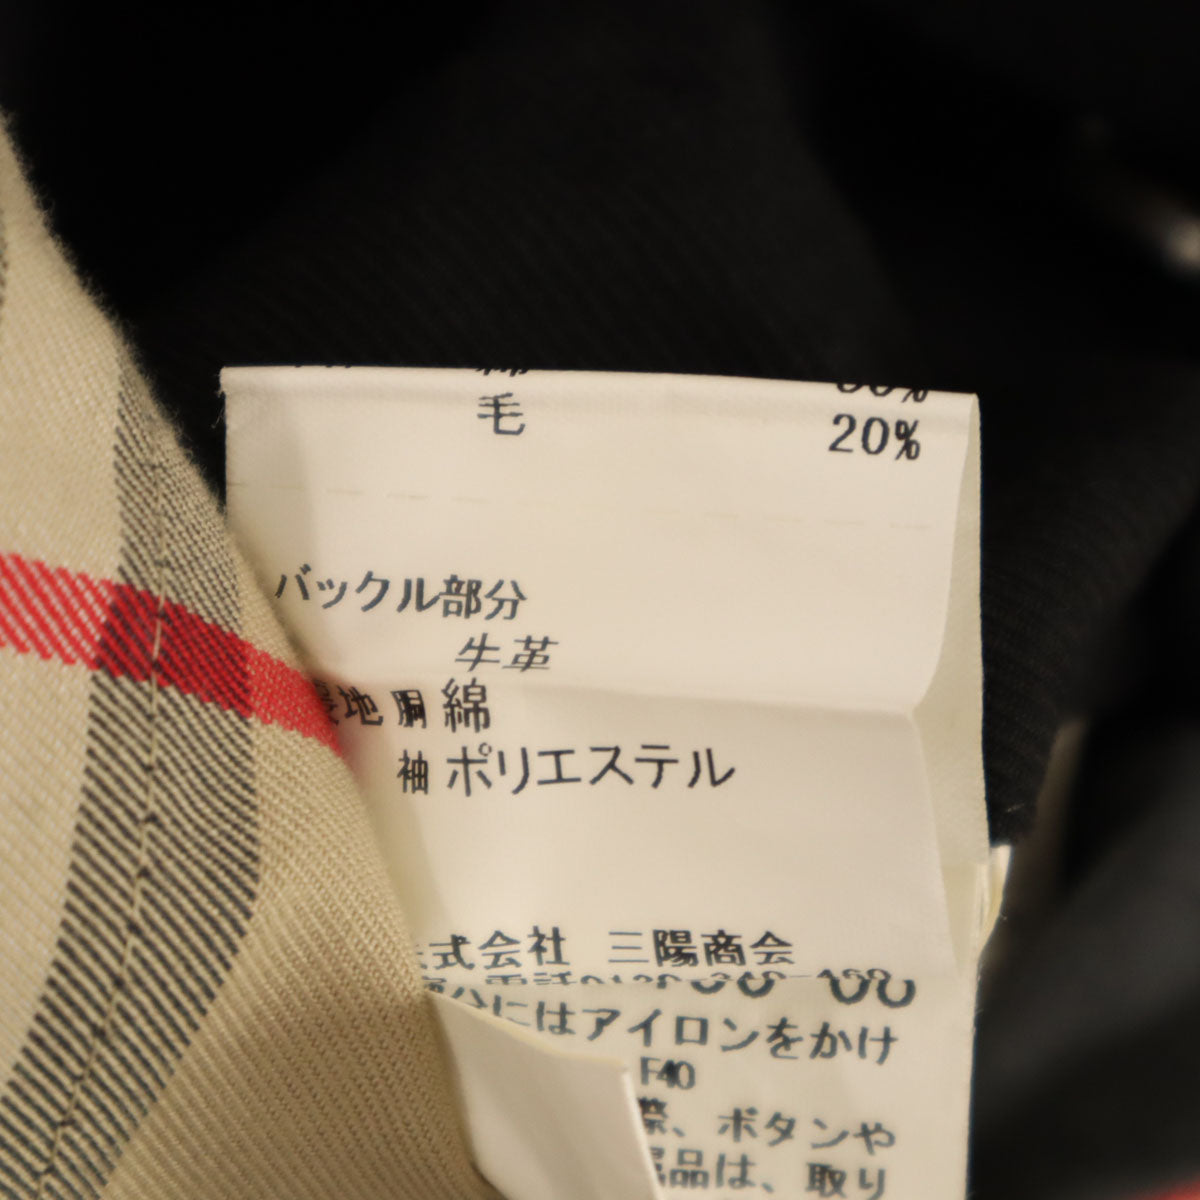 毛 20%
バックル部分
牛革
地 胴 綿
袖 ポリエステル
式会社 三陽商会
分にはアイロンをかけ
F40
際、ボタンや
品は、取り